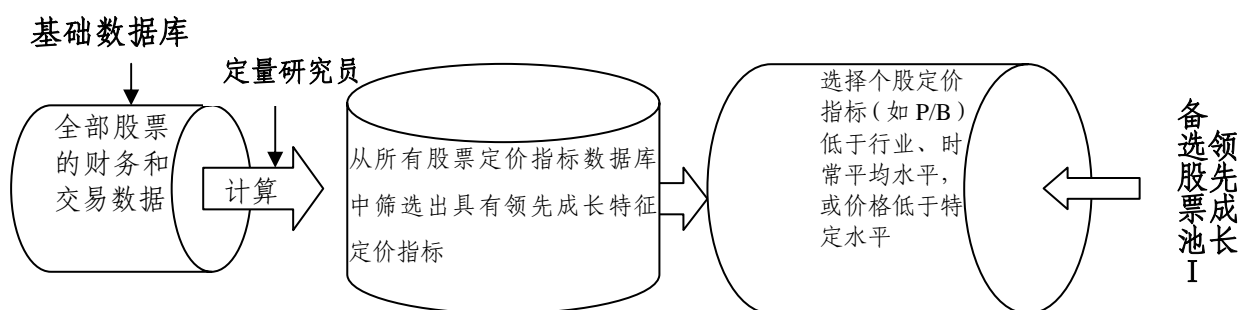 基础数据库
定量研究员
全部股票
的财务和
交易数据
计算
从所有股票定价指标数据库
中筛选出具有领先成长特征
定价指标
选择个股定价
指标（如 P/B）
低于行业、时
常平均水平，
或价格低于特
定水平
领先成长
备选股票池 I